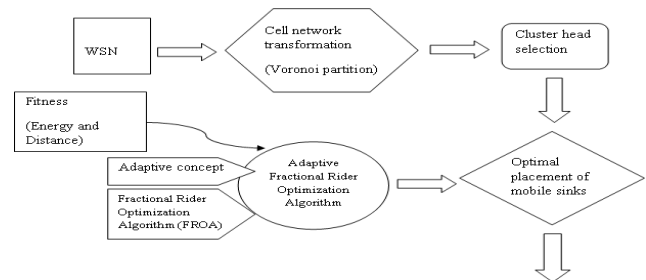 WSN
Cell network
transformation
(Voronoi partition)
Cluster head
selection
Fitness
(Energy and
Distance)
Adaptive concept
Fractional Rider
Optimization
Algorithm (FROA)
Adaptive
Fractional Rider
Optimization
Algorithm
Optimal
placement of
mobile sinks